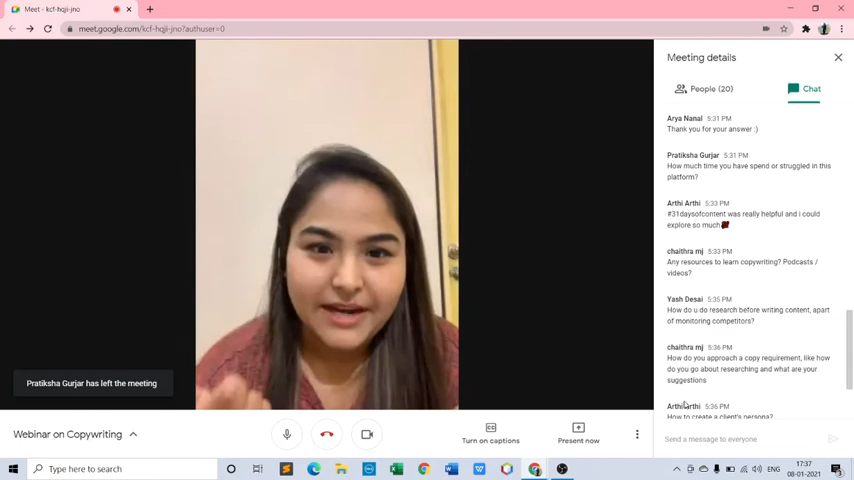 Meet - kcf-hqji-jno
meet.google.com/kcf-hqji-jno?authuser=0
Meeting details
People (20)
Chat
Arya Nanal 5:31 PM
Thank you for your answer :)
Pratiksha Gurjar 5:31 PM
How much time you have spend or struggled in this
platform?
Arthi Arthi 5:33 PM
#31daysofcontent was really helpful and i could
explore so much
chaithra mj 5:33 PM
Any resources to learn copywriting? Podcasts /
videos?
Yash Desai 5:35 PM
How do u do research before writing content, apart
of monitoring competitors?
chaithra mj 5:36 PM
How do you approach a copy requirement, like how
do you go about researching and what are your
suggestions
Arthi Arthi 5:36 PM
How to create a client's persona?
Send a message to everyone
Pratiksha Gurjar has left the meeting
Webinar on Copywriting
Turn on captions
Present now
Type here to search
ENG
17:37
08-01-2021